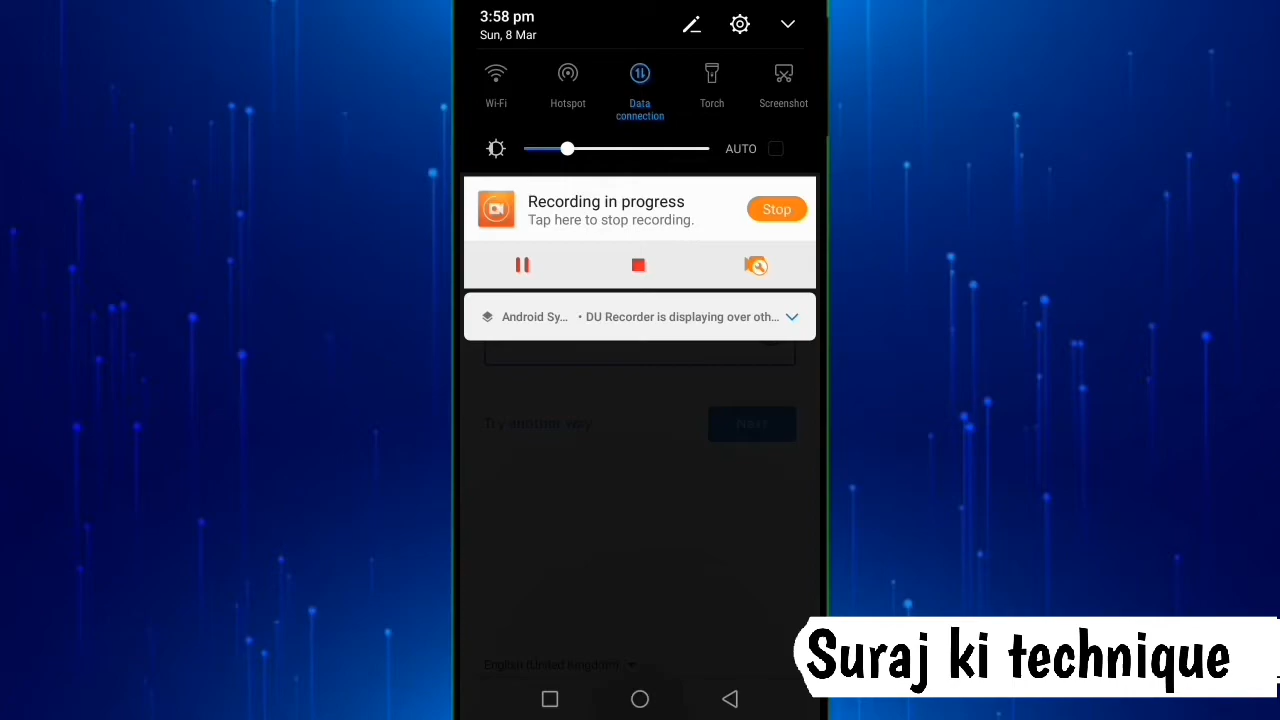 3:58 pm
Sun, 8 Mar
Wi-Fi
Hotspot
Data
connection
Torch
Screenshot
AUTO
Recording in progress
Tap here to stop recording.
Stop
Android Sy... • DU Recorder is displaying over oth...
Try another way
Next
English (United Kingdom)
Suraj ki technique